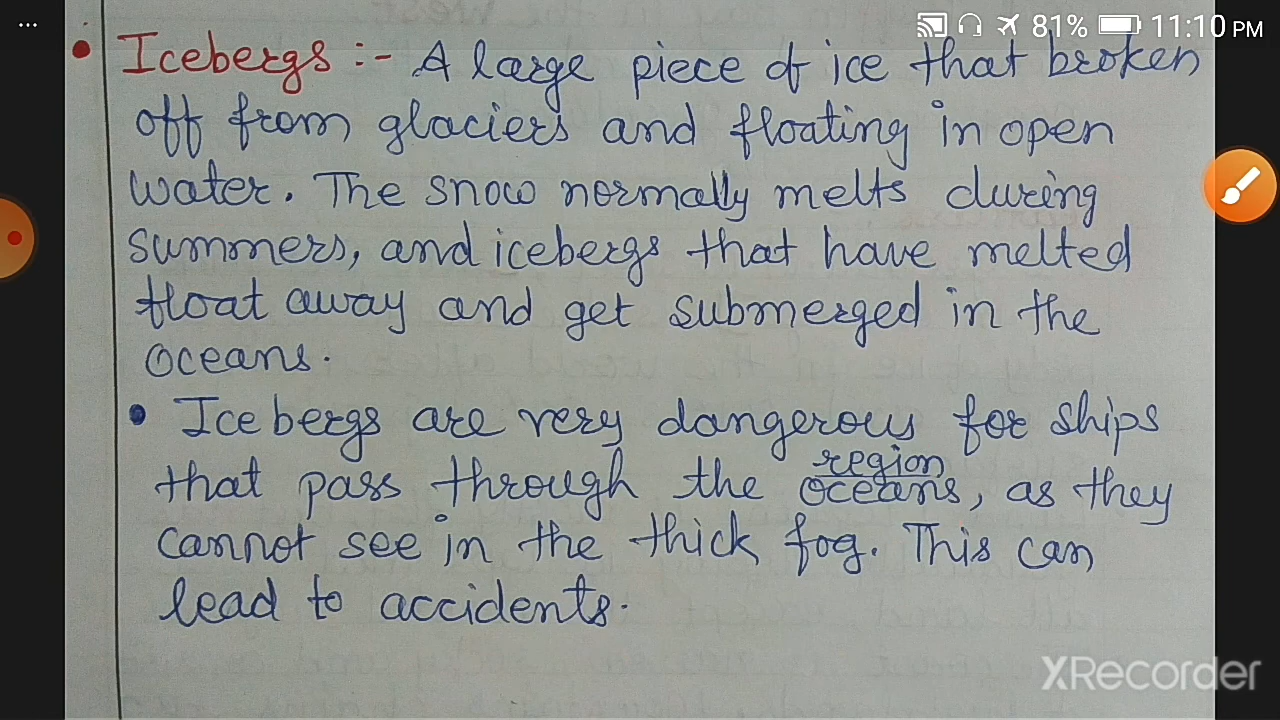 ... 81% 11:10 PM
• Icebergs :- A large piece of ice that broken
off from glaciers and floating in open
water. The snow normally melts during
summers, and icebergs that have melted
float away and get submerged in the
oceans.
• Ice bergs are very dangerous for ships
region
that pass through the oceans, as they
cannot see in the thick fog. This can
lead to accidents.
XRecorder